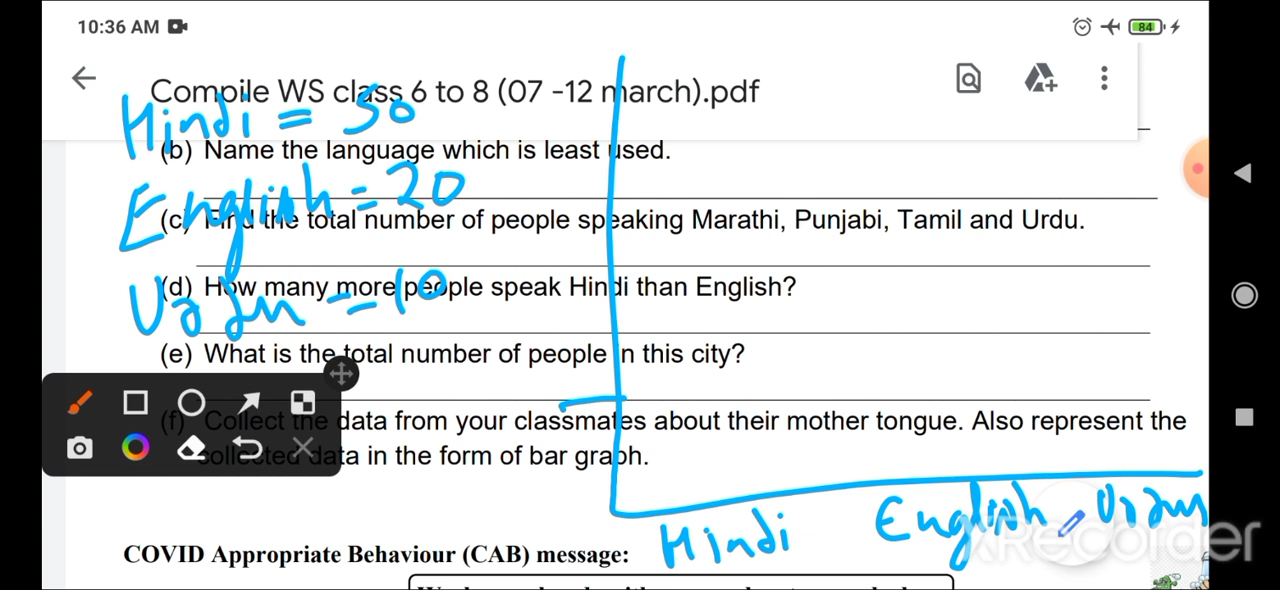 10:36 AM
84
Compile WS class 6 to 8 (07 -12 march).pdf
Hindi = 50
(b) Name the language which is least used.
English = 20
(c) Find the total number of people speaking Marathi, Punjabi, Tamil and Urdu.
(d) How many more people speak Hindi than English?
Urdu = 10
(e) What is the total number of people in this city?
(f) Collect the data from your classmates about their mother tongue. Also represent the
collected data in the form of bar graph.
Hindi English Urdu
XRecorder
COVID Appropriate Behaviour (CAB) message: